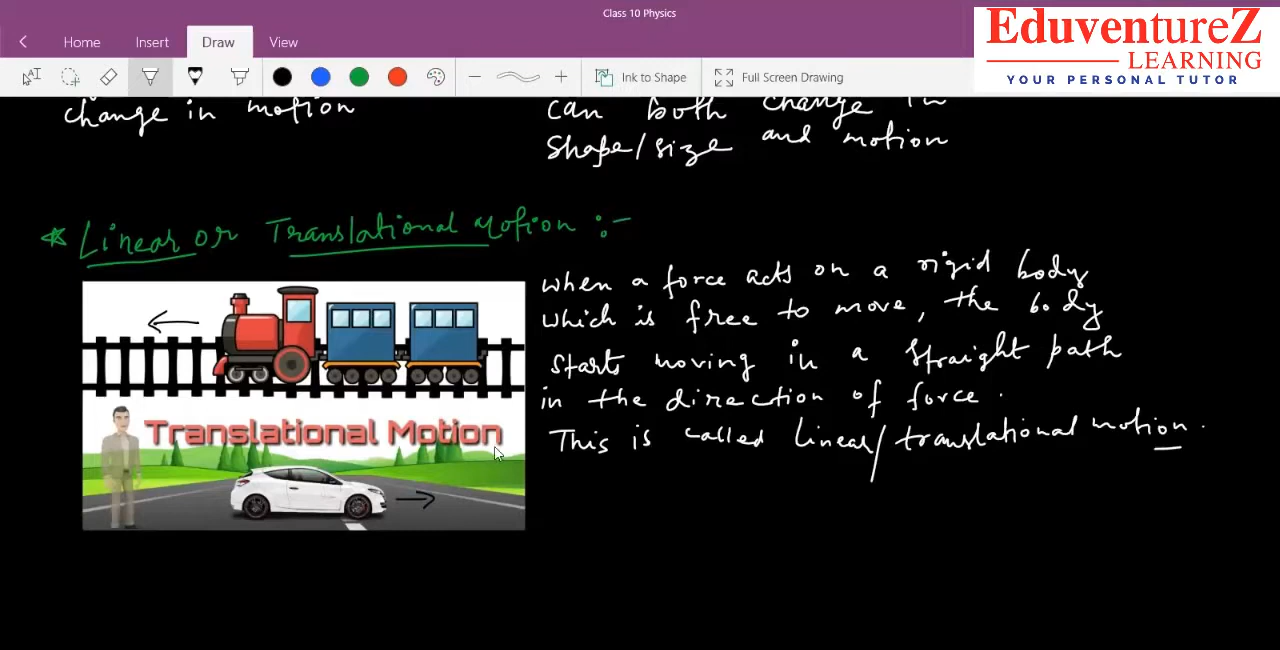 Class 10 Physics
EduventureZ
LEARNING
YOUR PERSONAL TUTOR
Home Insert Draw View
Ink to Shape Full Screen Drawing
change in motion
can both change in
shape/size and motion
* Linear or Translational Motion :-
When a force acts on a rigid body
which is free to move, the body
starts moving in a straight path
in the direction of force.
This is called linear/translational motion.
Translational Motion